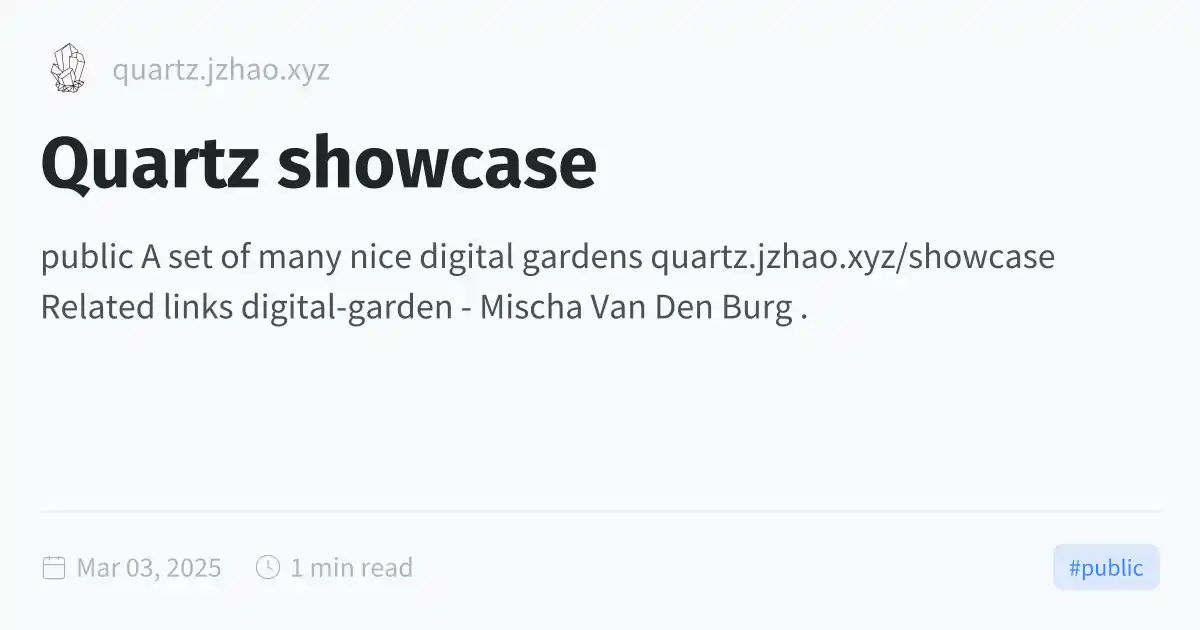 quartz.jzhao.xyz
Quartz showcase
public A set of many nice digital gardens quartz.jzhao.xyz/showcase
Related links digital-garden - Mischa Van Den Burg .
Mar 03, 2025 1 min read #public